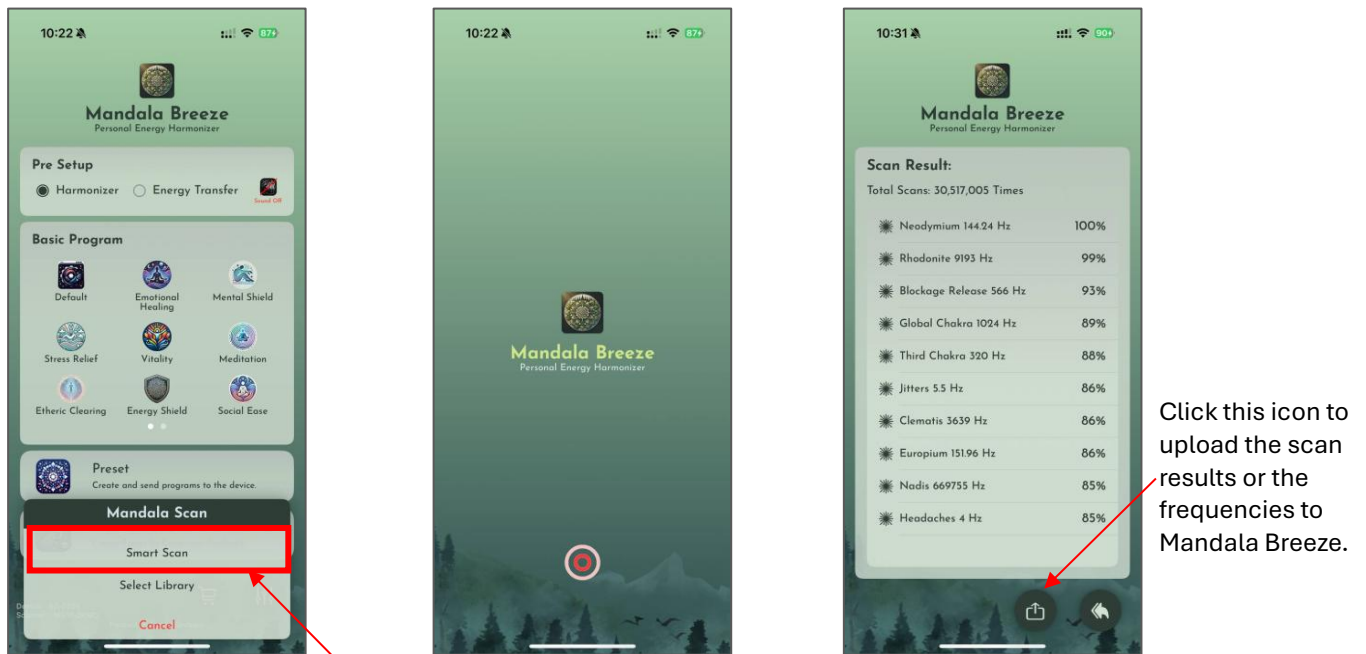 10:22
87
Mandala Breeze
Personal Energy Harmonizer
Pre Setup
Harmonizer
Energy Transfer
Sound Off
Basic Program
Default
Emotional
Healing
Mental Shield
Stress Relief
Vitality
Meditation
Etheric Clearing
Energy Shield
Social Ease
Preset
Create and send programs to the device.
Mandala Scan
Smart Scan
Select Library
Cancel
10:22
87
Mandala Breeze
Personal Energy Harmonizer
10:31
90
Mandala Breeze
Personal Energy Harmonizer
Scan Result:
Total Scans: 30,517,005 Times
Neodymium 144.24 Hz 100%
Rhodonite 9193 Hz 99%
Blockage Release 566 Hz 93%
Global Chakra 1024 Hz 89%
Third Chakra 320 Hz 88%
Jitters 5.5 Hz 86%
Clematis 3639 Hz 86%
Europium 151.96 Hz 86%
Nadis 669755 Hz 85%
Headaches 4 Hz 85%
Click this icon to
upload the scan
results or the
frequencies to
Mandala Breeze.